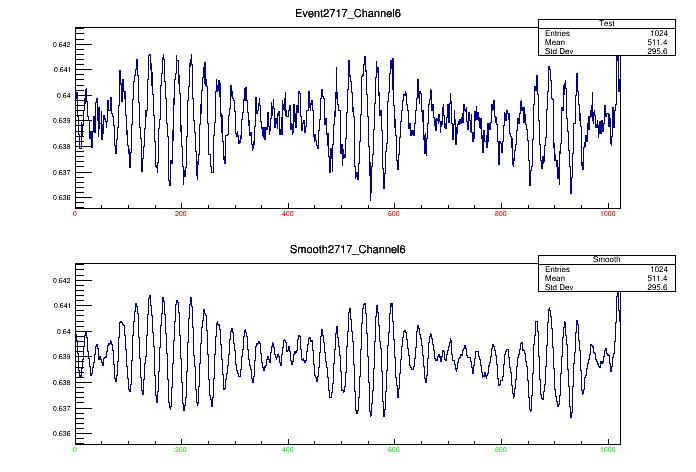 Event2717_Channel6
Test
Entries 1024
Mean 511.4
Std Dev 295.6
0.642
0.641
0.64
0.639
0.638
0.637
0.636
0 200 400 600 800 1000
Smooth2717_Channel6
Smooth
Entries 1024
Mean 511.4
Std Dev 295.6
0.642
0.641
0.64
0.639
0.638
0.637
0.636
0 200 400 600 800 1000